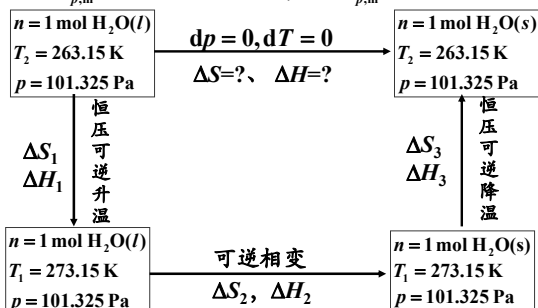 p,m
p,m
n = 1 mol H₂O(l)
T₂ = 263.15 K
p = 101.325 Pa
dp = 0, dT = 0
ΔS=?、 ΔH=?
n = 1 mol H₂O(s)
T₂ = 263.15 K
p = 101.325 Pa
ΔS₁
ΔH₁
恒压可逆升温
ΔS₃
ΔH₃
恒压可逆降温
n = 1 mol H₂O(l)
T₁ = 273.15 K
p = 101.325 Pa
可逆相变
ΔS₂，ΔH₂
n = 1 mol H₂O(s)
T₁ = 273.15 K
p = 101.325 Pa